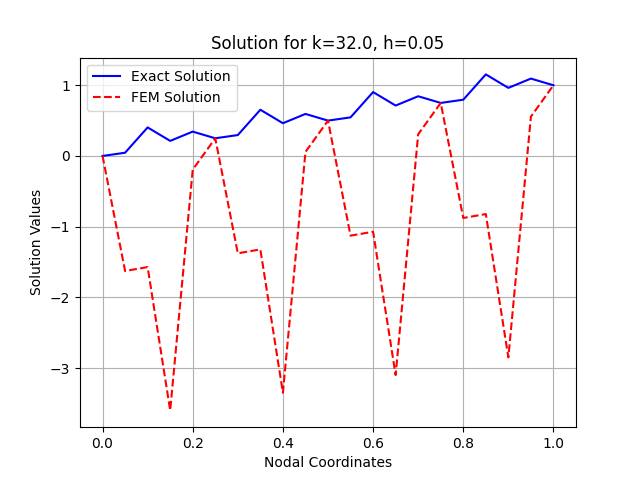 Solution for k=32.0, h=0.05
Exact Solution
FEM Solution
Solution Values
1
0
−1
−2
−3
0.0 0.2 0.4 0.6 0.8 1.0
Nodal Coordinates